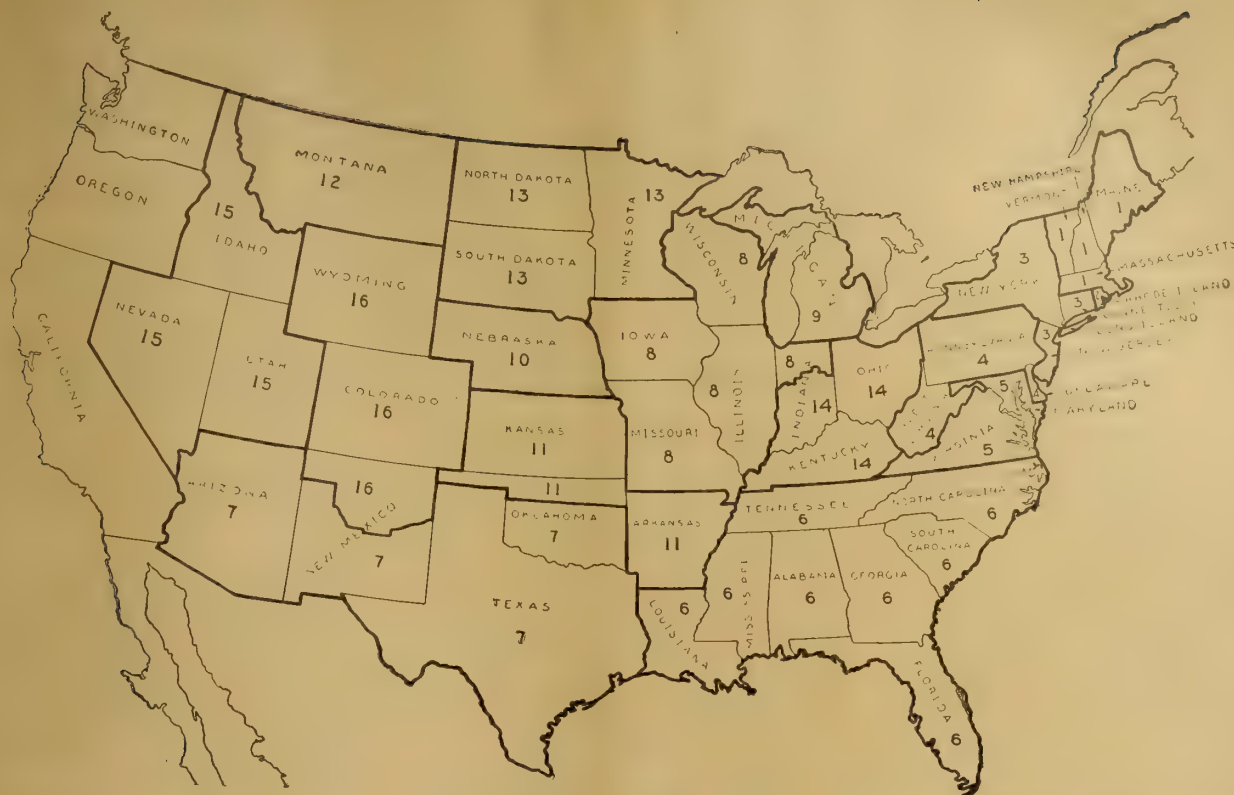 WASHINGTON
OREGON
CALIFORNIA
NEVADA
15
15
IDAHO
UTAH
15
ARIZONA
7
MONTANA
12
WYOMING
16
COLORADO
16
16
NEW MEXICO
7
NORTH DAKOTA
13
SOUTH DAKOTA
13
NEBRASKA
10
KANSAS
11
11
OKLAHOMA
7
TEXAS
7
MINNESOTA
13
IOWA
8
MISSOURI
8
ARKANSAS
11
LOUISIANA
6
WISCONSIN
8
ILLINOIS
8
9
INDIANA
8
14
OHIO
14
KENTUCKY
14
TENNESSEE
6
6
ALABAMA
6
GEORGIA
6
FLORIDA
6
SOUTH
CAROLINA
6
NORTH CAROLINA
6
5
4
4
5
NEW YORK
3
3
3
NEW HAMPSHIRE
VERMONT
MAINE
1
1
1
1
MASSACHUSETTS
MARYLAND